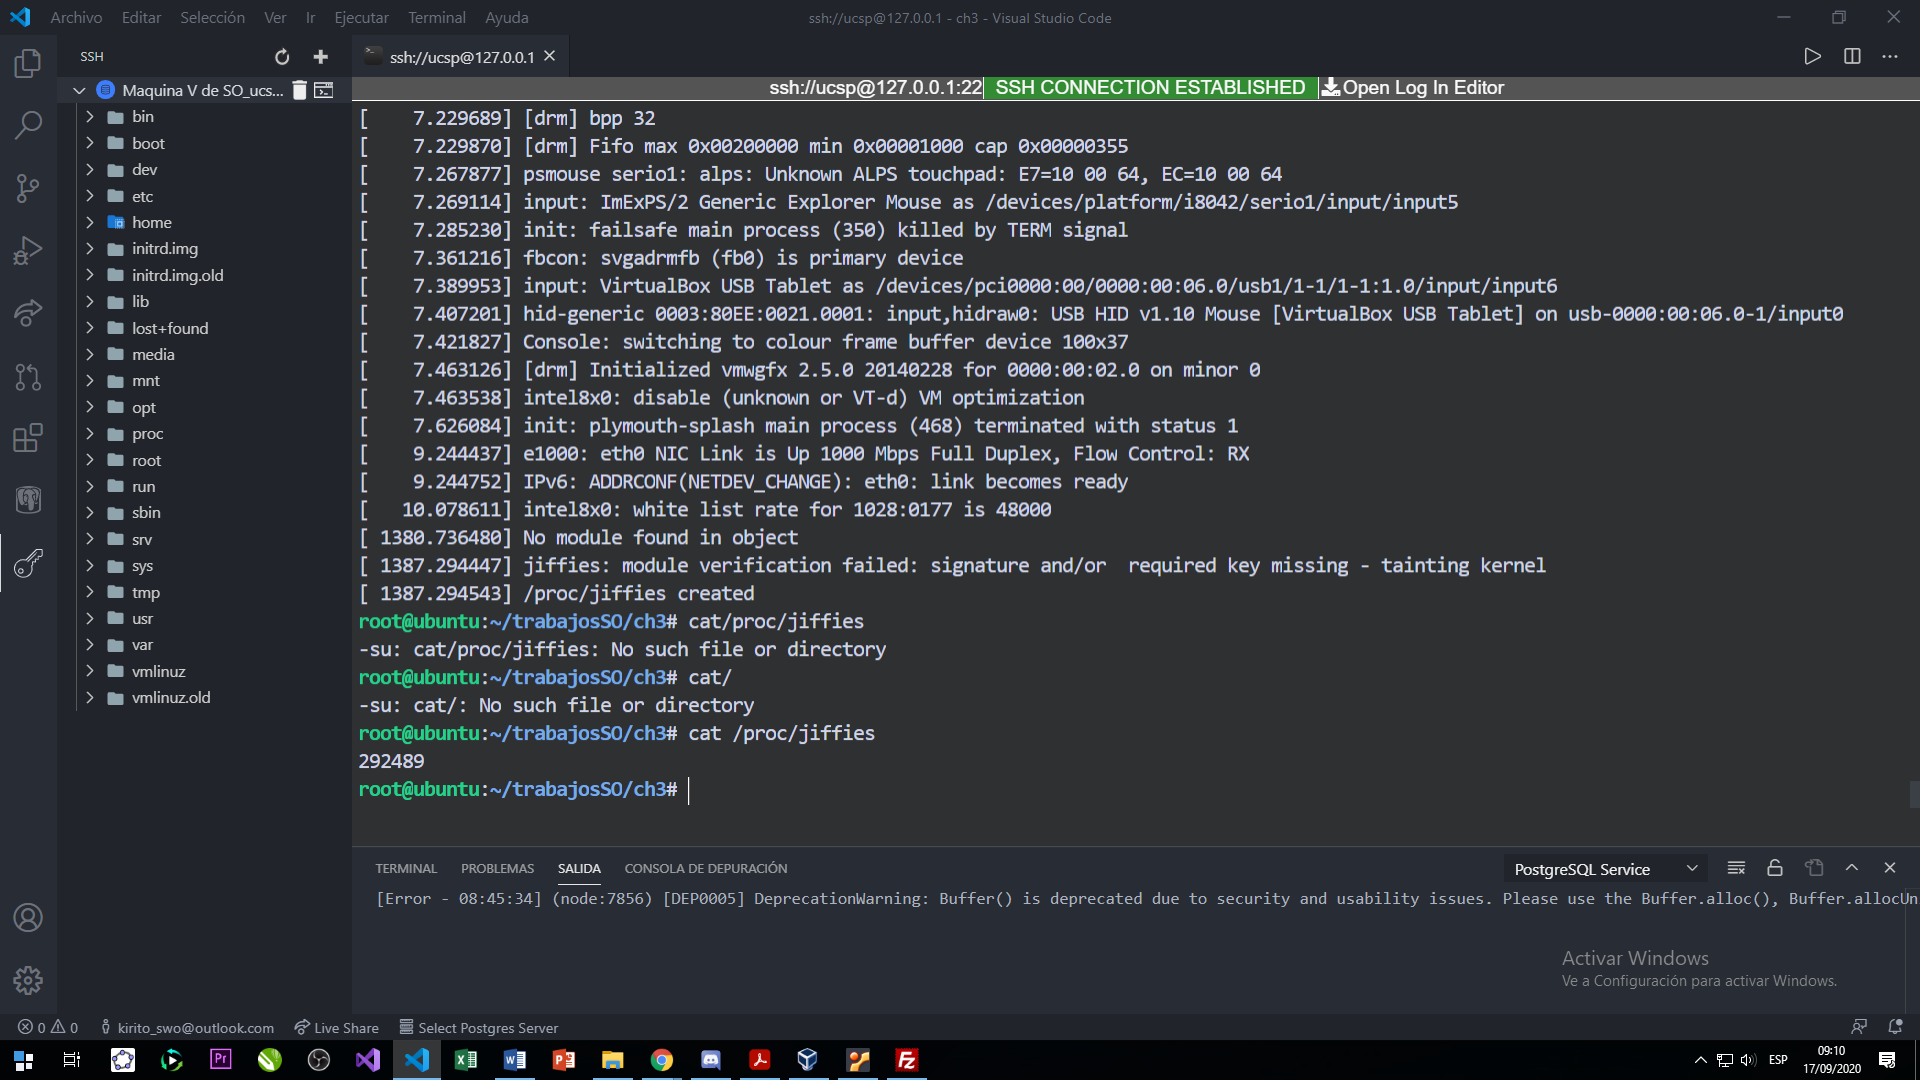 Archivo Editar Selección Ver Ir Ejecutar Terminal Ayuda
ssh://ucsp@127.0.0.1 - ch3 - Visual Studio Code
SSH
ssh://ucsp@127.0.0.1
Maquina V de SO_ucs...
bin
boot
dev
etc
home
initrd.img
initrd.img.old
lib
lost+found
media
mnt
opt
proc
root
run
sbin
srv
sys
tmp
usr
var
vmlinuz
vmlinuz.old
ssh://ucsp@127.0.0.1:22 SSH CONNECTION ESTABLISHED Open Log In Editor
[    7.229689] [drm] bpp 32
[    7.229870] [drm] Fifo max 0x00200000 min 0x00001000 cap 0x00000355
[    7.267877] psmouse serio1: alps: Unknown ALPS touchpad: E7=10 00 64, EC=10 00 64
[    7.269114] input: ImExPS/2 Generic Explorer Mouse as /devices/platform/i8042/serio1/input/input5
[    7.285230] init: failsafe main process (350) killed by TERM signal
[    7.361216] fbcon: svgadrmfb (fb0) is primary device
[    7.389953] input: VirtualBox USB Tablet as /devices/pci0000:00/0000:00:06.0/usb1/1-1/1-1:1.0/input/input6
[    7.407201] hid-generic 0003:80EE:0021.0001: input,hidraw0: USB HID v1.10 Mouse [VirtualBox USB Tablet] on usb-0000:00:06.0-1/input0
[    7.421827] Console: switching to colour frame buffer device 100x37
[    7.463126] [drm] Initialized vmwgfx 2.5.0 20140228 for 0000:00:02.0 on minor 0
[    7.463538] intel8x0: disable (unknown or VT-d) VM optimization
[    7.626084] init: plymouth-splash main process (468) terminated with status 1
[    9.244437] e1000: eth0 NIC Link is Up 1000 Mbps Full Duplex, Flow Control: RX
[    9.244752] IPv6: ADDRCONF(NETDEV_CHANGE): eth0: link becomes ready
[   10.078611] intel8x0: white list rate for 1028:0177 is 48000
[ 1380.736480] No module found in object
[ 1387.294447] jiffies: module verification failed: signature and/or  required key missing - tainting kernel
[ 1387.294543] /proc/jiffies created
root@ubuntu:~/trabajosSO/ch3# cat/proc/jiffies
-su: cat/proc/jiffies: No such file or directory
root@ubuntu:~/trabajosSO/ch3# cat/
-su: cat/: No such file or directory
root@ubuntu:~/trabajosSO/ch3# cat /proc/jiffies
292489
root@ubuntu:~/trabajosSO/ch3#
TERMINAL PROBLEMAS SALIDA CONSOLA DE DEPURACIÓN
PostgreSQL Service
[Error - 08:45:34] (node:7856) [DEP0005] DeprecationWarning: Buffer() is deprecated due to security and usability issues. Please use the Buffer.alloc(), Buffer.allocUn
Activar Windows
Ve a Configuración para activar Windows.
0 0 kirito_swo@outlook.com Live Share Select Postgres Server
Pr
ESP
09:10
17/09/2020